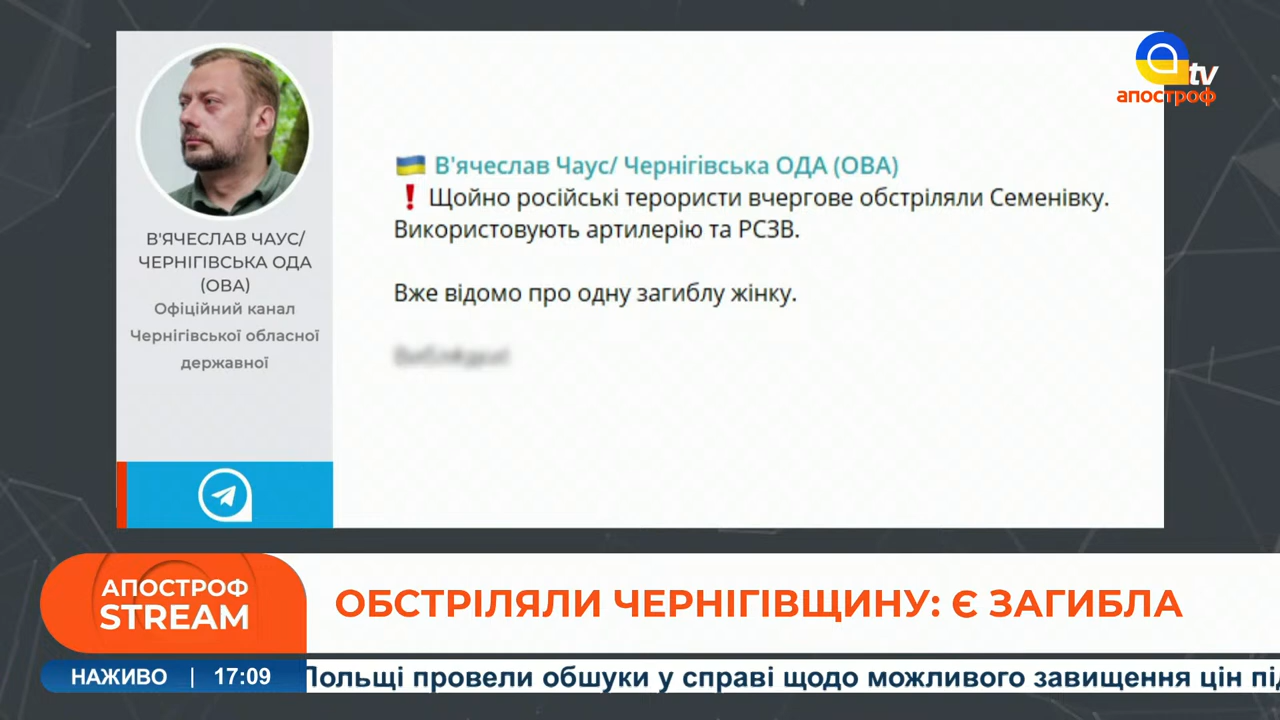 tv
апостроф
В'ЯЧЕСЛАВ ЧАУС/
ЧЕРНІГІВСЬКА ОДА
(ОВА)
Офіційний канал
Чернігівської обласної
державної
В'ячеслав Чаус/ Чернігівська ОДА (ОВА)
Щойно російські терористи вчергове обстріляли Семенівку.
Використовують артилерію та РСЗВ.
Вже відомо про одну загиблу жінку.
АПОСТРОФ
STREAM
ОБСТРІЛЯЛИ ЧЕРНІГІВЩИНУ: Є ЗАГИБЛА
НАЖИВО | 17:09
Польщі провели обшуки у справі щодо можливого завищення цін